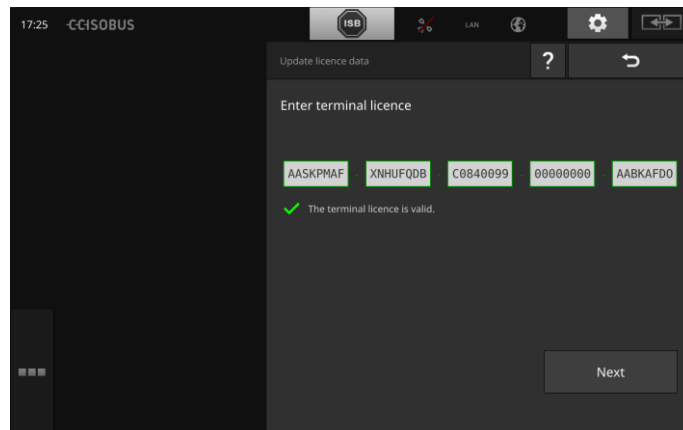 17:25 CCISOBUS ISB LAN
Update licence data ?
Enter terminal licence
AASKPMAF - XNHUFQDB - C0840099 - 00000000 - AABKAFDO
The terminal licence is valid.
Next